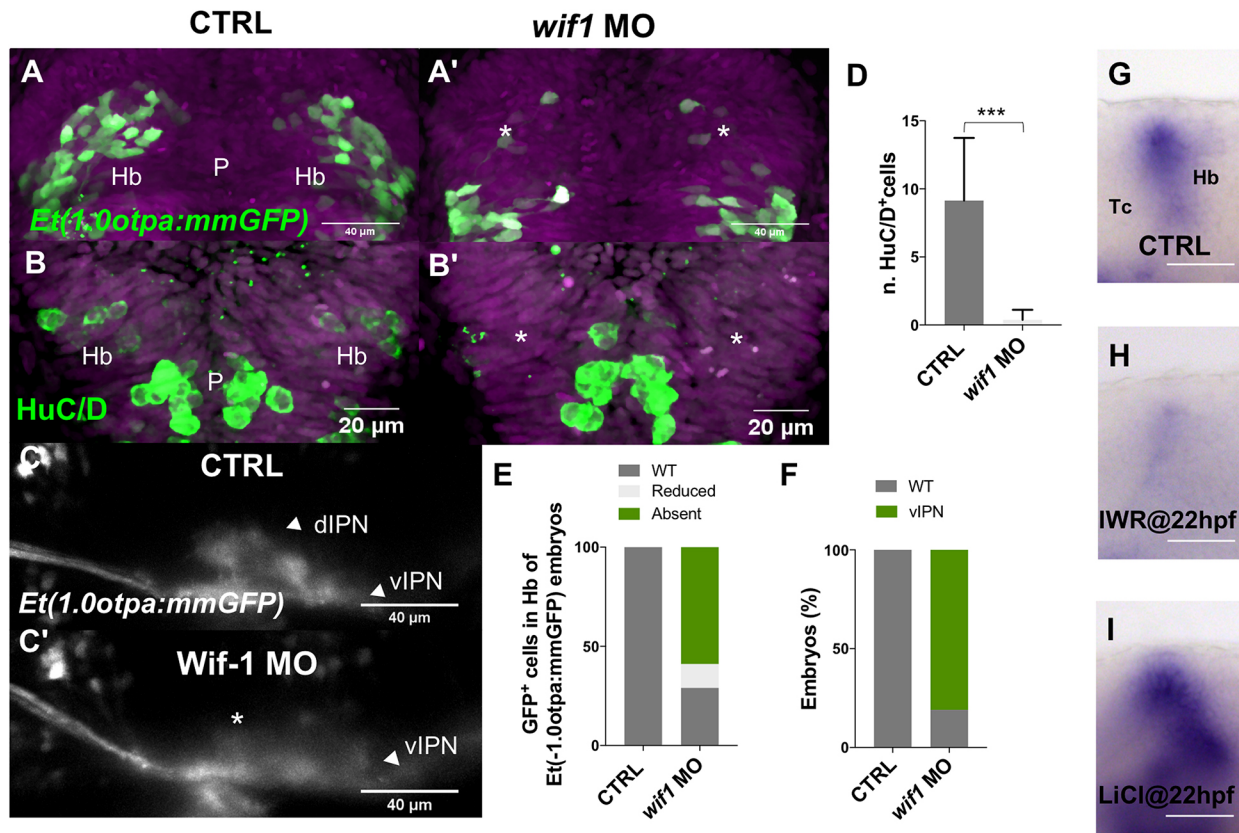 CTRL
wif1 MO
A
A'
*
*
P
Hb
Hb
Et(1.0otpa:mmGFP)
40 µm
40 µm
B
B'
*
*
Hb
Hb
P
HuC/D
20 µm
20 µm
C
CTRL
dIPN
vIPN
Et(1.0otpa:mmGFP)
40 µm
C'
Wif-1 MO
*
vIPN
40 µm
D
n. HuC/D+cells
15
10
5
0
***
CTRL
wif1 MO
E
WT
Reduced
Absent
GFP+ cells in Hb of
Et(-1.0otpa:mmGFP) embryos
100
50
0
CTRL
wif1 MO
F
WT
vIPN
Embryos (%)
100
50
0
CTRL
wif1 MO
G
Hb
Tc
CTRL
H
IWR@22hpf
I
LiCl@22hpf